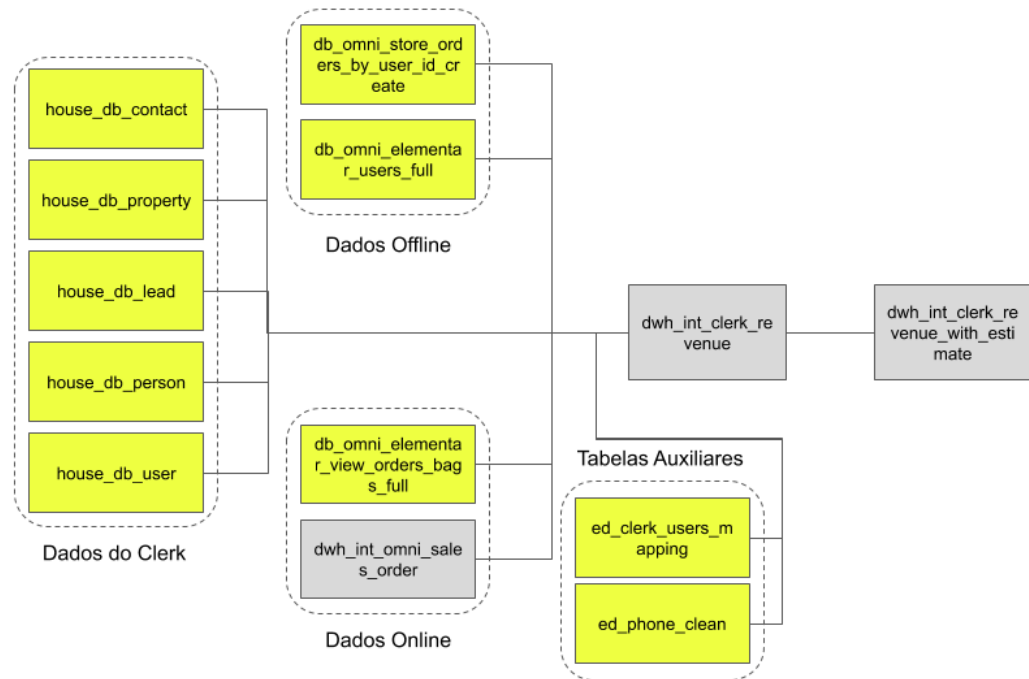 db_omni_store_ord
ers_by_user_id_cr
eate
db_omni_elementa
r_users_full
Dados Offline
house_db_contact
house_db_property
house_db_lead
house_db_person
house_db_user
Dados do Clerk
db_omni_elementa
r_view_orders_bag
s_full
dwh_int_omni_sale
s_order
Dados Online
dwh_int_clerk_re
venue
dwh_int_clerk_re
venue_with_esti
mate
Tabelas Auxiliares
ed_clerk_users_m
apping
ed_phone_clean